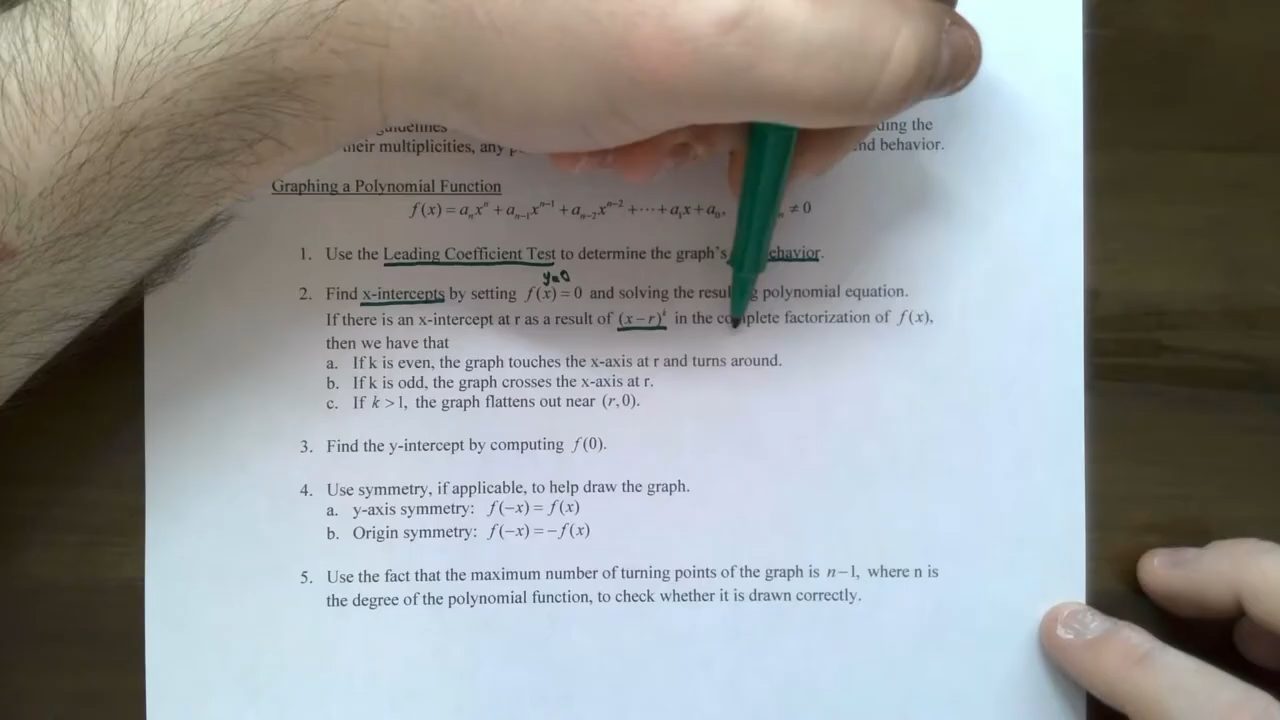 guidelines ding the
their multiplicities, any nd behavior.
Graphing a Polynomial Function
f(x) = aₙxⁿ + aₙ₋₁xⁿ⁻¹ + aₙ₋₂xⁿ⁻² + ⋯ + a₁x + a₀, ₙ ≠ 0
1. Use the Leading Coefficient Test to determine the graph's ehavior.
y=0
2. Find x-intercepts by setting f(x) = 0 and solving the resul g polynomial equation.
If there is an x-intercept at r as a result of (x − r)ᵏ in the complete factorization of f(x),
then we have that
a. If k is even, the graph touches the x-axis at r and turns around.
b. If k is odd, the graph crosses the x-axis at r.
c. If k > 1, the graph flattens out near (r, 0).
3. Find the y-intercept by computing f(0).
4. Use symmetry, if applicable, to help draw the graph.
a. y-axis symmetry: f(−x) = f(x)
b. Origin symmetry: f(−x) = −f(x)
5. Use the fact that the maximum number of turning points of the graph is n−1, where n is
the degree of the polynomial function, to check whether it is drawn correctly.